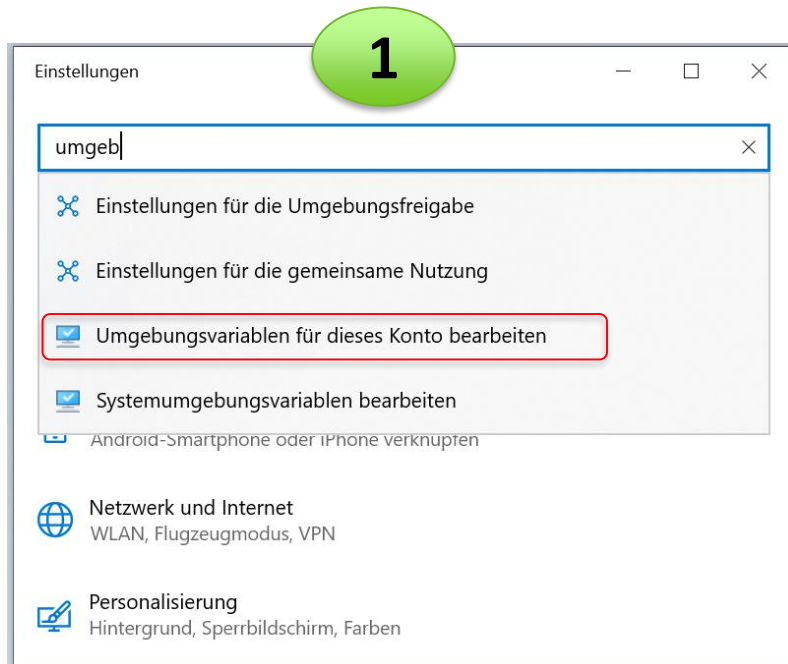 1
Einstellungen
umgeb
Einstellungen für die Umgebungsfreigabe
Einstellungen für die gemeinsame Nutzung
Umgebungsvariablen für dieses Konto bearbeiten
Systemumgebungsvariablen bearbeiten
Android-Smartphone oder iPhone verknüpfen
Netzwerk und Internet
WLAN, Flugzeugmodus, VPN
Personalisierung
Hintergrund, Sperrbildschirm, Farben